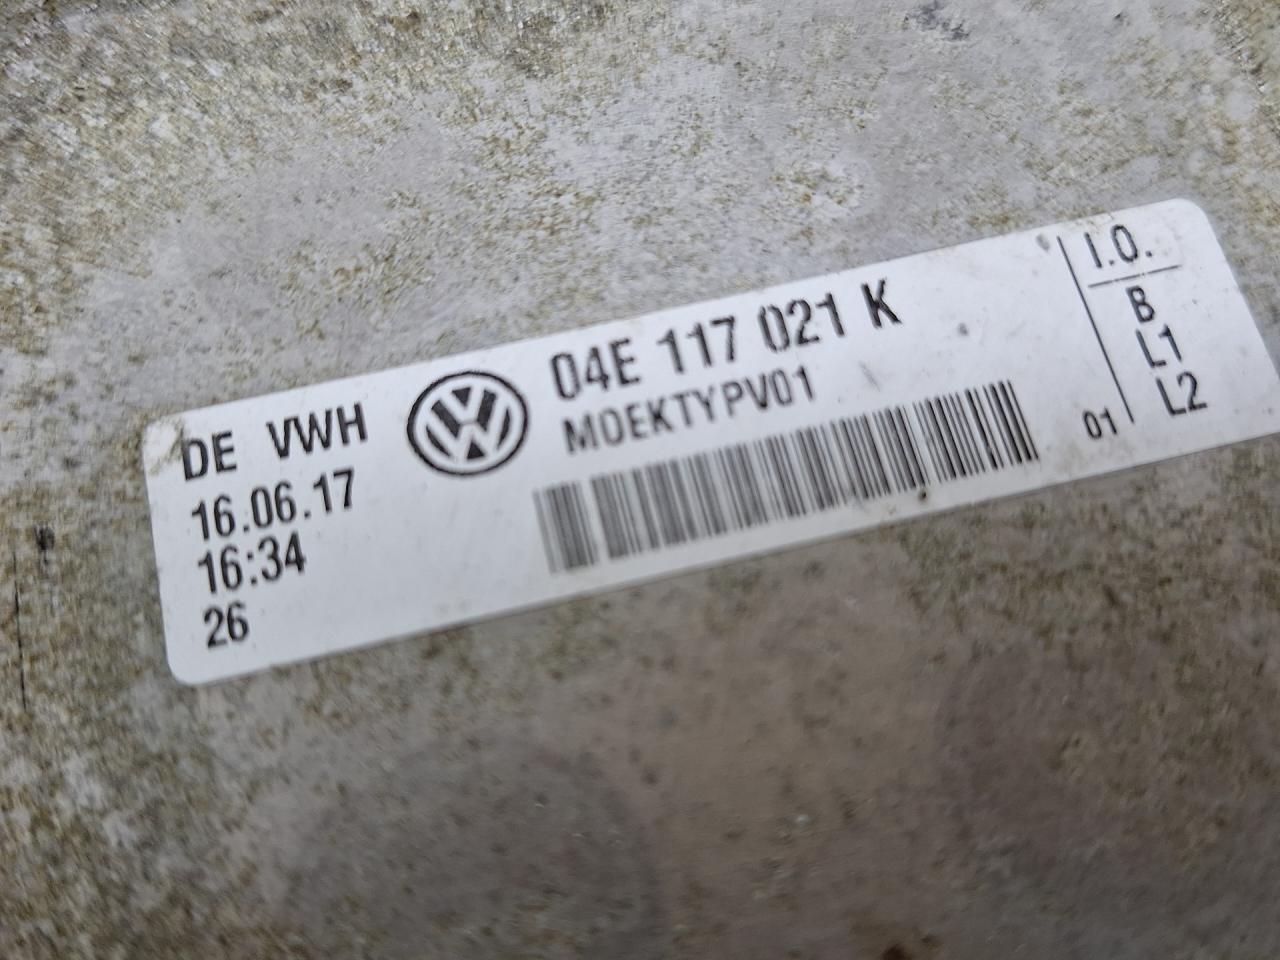 DE VWH
16.06.17
16:34
26
04E 117 021 K
MOEKTYPV01
01
I.O.
B
L1
L2